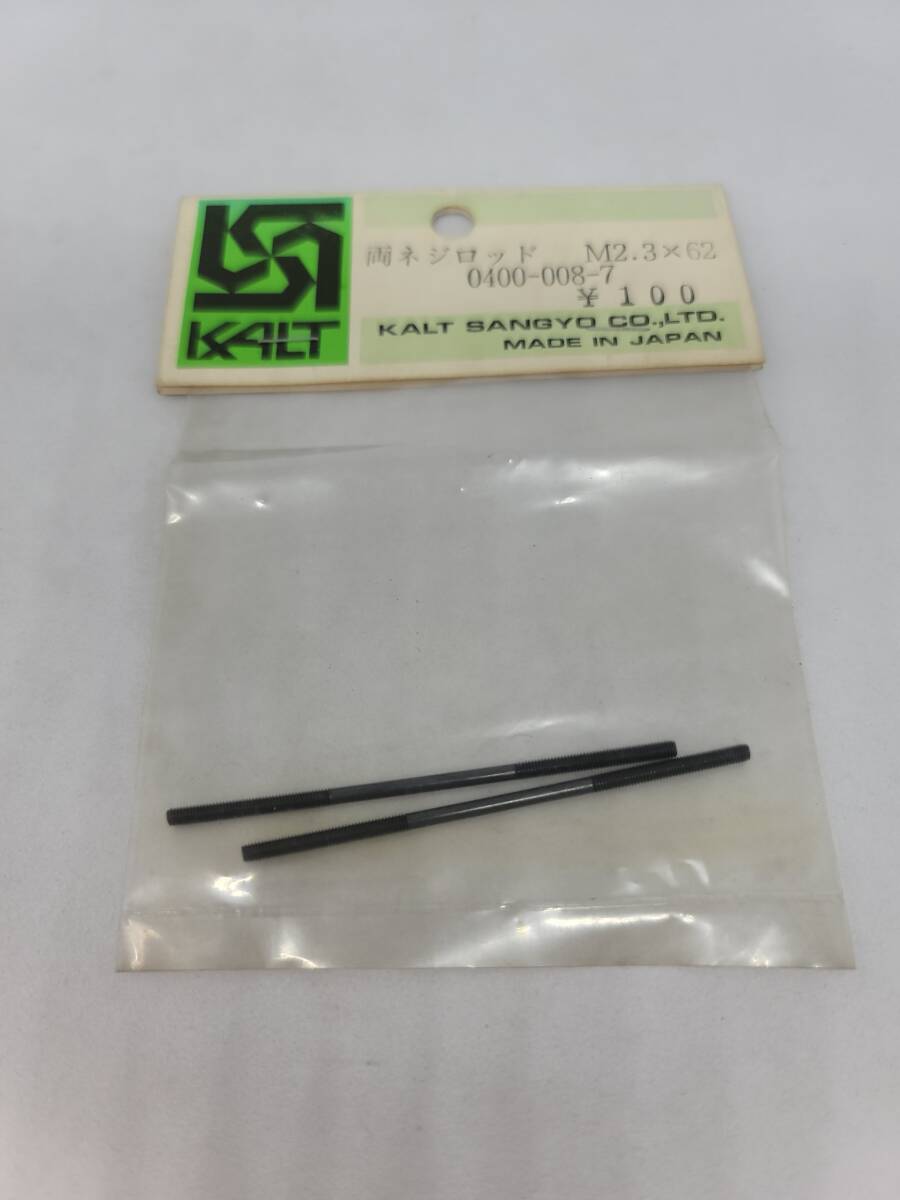 KALT
両ネジロッド M2.3×62
0400-008-7
¥100
KALT SANGYO CO.,LTD.
MADE IN JAPAN